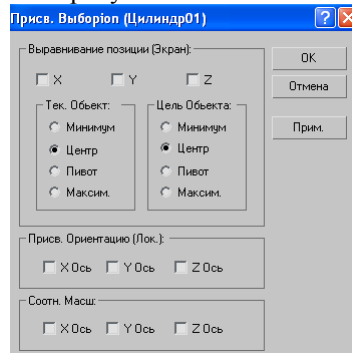 Присв. Выборion (Цилиндр01)
Выравнивание позиции (Экран):
X Y Z
OK
Отмена
Прим.
Тек. Объект:
Минимум
Центр
Пивот
Максим.
Цель Объекта:
Минимум
Центр
Пивот
Максим.
Присв. Ориентацию (Лок.):
X Ось Y Ось Z Ось
Соотн. Масш:
X Ось Y Ось Z Ось